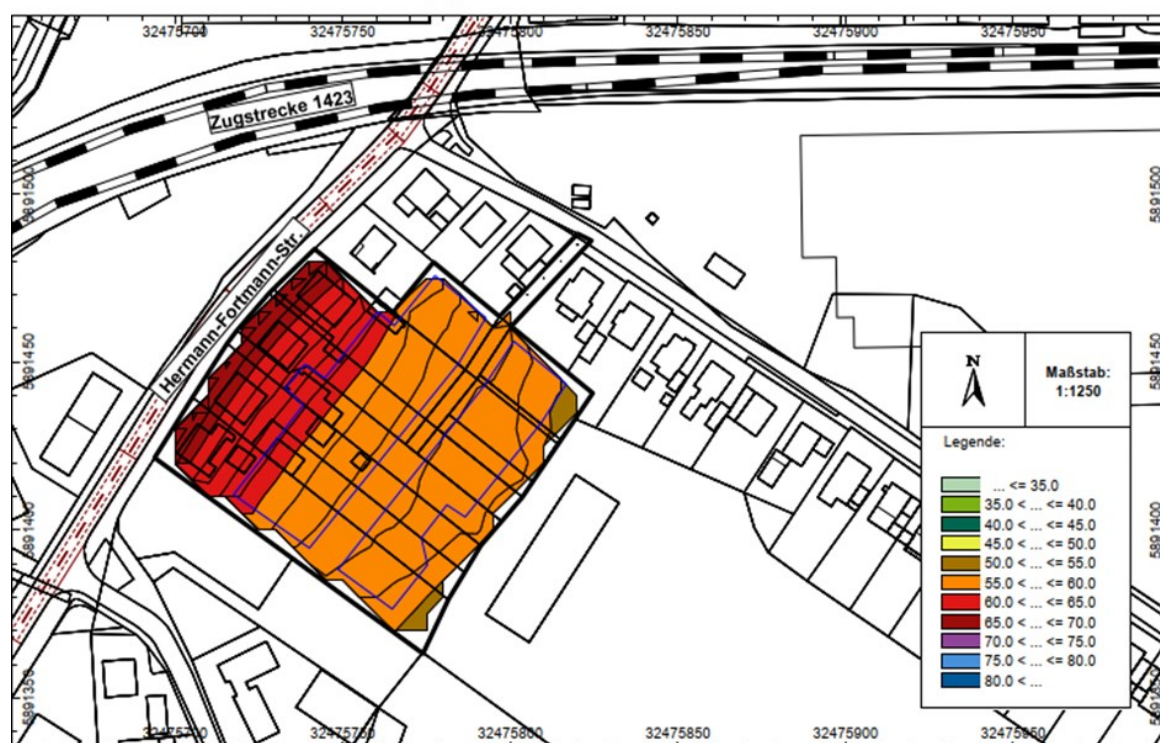 32475700 32475750 32475800 32475850 32475900 32475950
Zugstrecke 1423
5891500 5891500
Hermann-Fortmann-Str.
5891450 5891450
N
Maßstab:
1:1250
Legende:
... <= 35.0
35.0 < ... <= 40.0
40.0 < ... <= 45.0
45.0 < ... <= 50.0
50.0 < ... <= 55.0
55.0 < ... <= 60.0
60.0 < ... <= 65.0
65.0 < ... <= 70.0
70.0 < ... <= 75.0
75.0 < ... <= 80.0
80.0 < ...
5891400 5891400
5891350
32475700 32475750 32475800 32475850 32475900 32475950